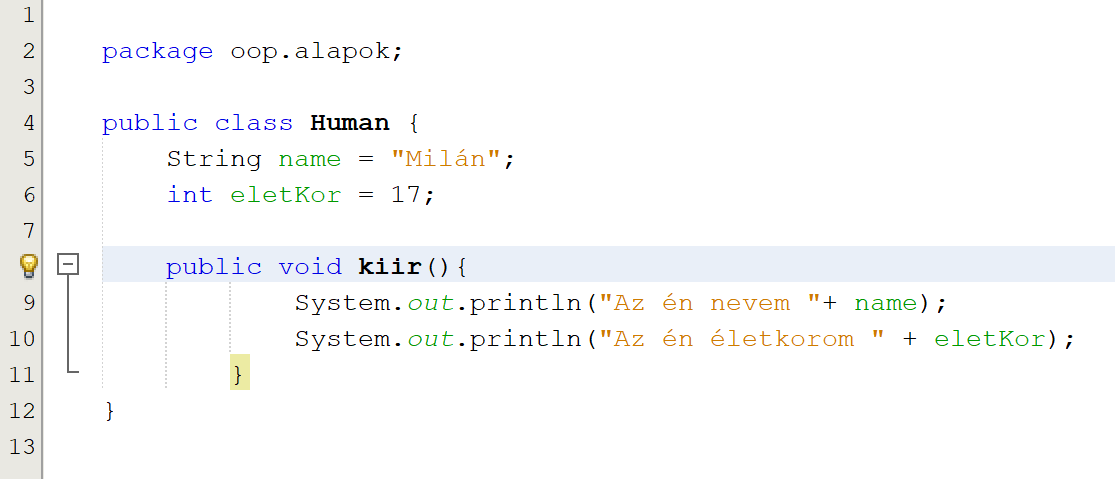 1
2 package oop.alapok;
3
4 public class Human {
5 String name = "Milán";
6 int eletKor = 17;
7
public void kiir(){
9 System.out.println("Az én nevem "+ name);
10 System.out.println("Az én életkorom " + eletKor);
11 }
12 }
13